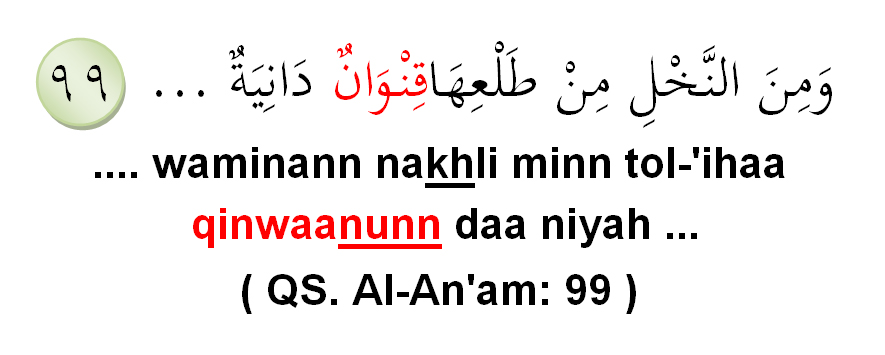 وَمِنَ النَّخْلِ مِنْ طَلْعِهَاقِنْوَانٌ دَانِيَةٌ ... ٩٩
.... waminann nakhli minn tol-'ihaa
qinwaanunn daa niyah ...
( QS. Al-An'am: 99 )